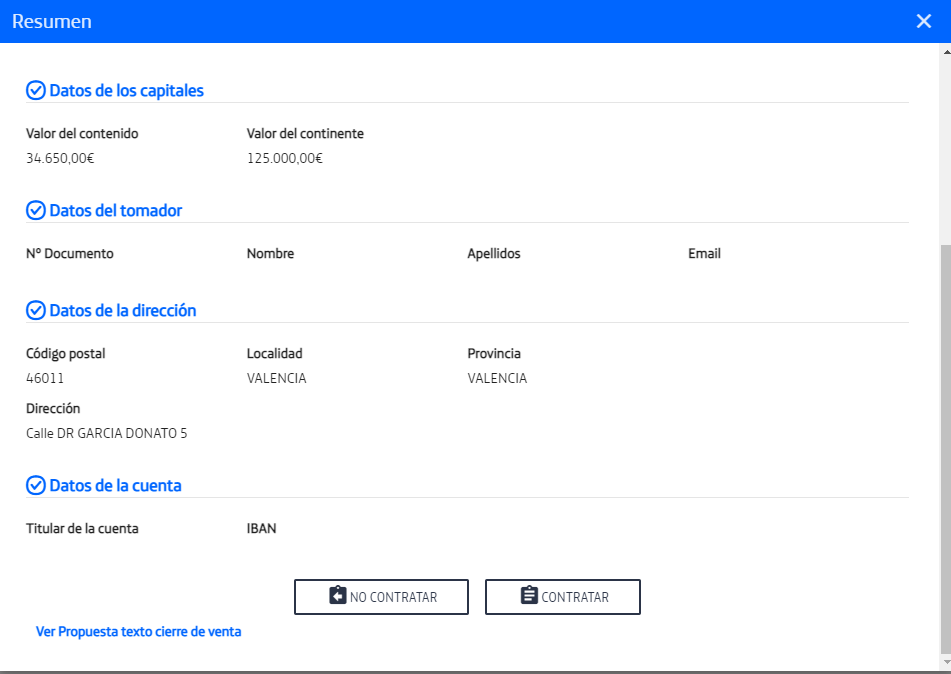 Resumen
Datos de los capitales
Valor del contenido Valor del continente
34.650,00€ 125.000,00€
Datos del tomador
Nº Documento Nombre Apellidos Email
Datos de la dirección
Código postal Localidad Provincia
46011 VALENCIA VALENCIA
Dirección
Calle DR GARCIA DONATO 5
Datos de la cuenta
Titular de la cuenta IBAN
NO CONTRATAR CONTRATAR
Ver Propuesta texto cierre de venta